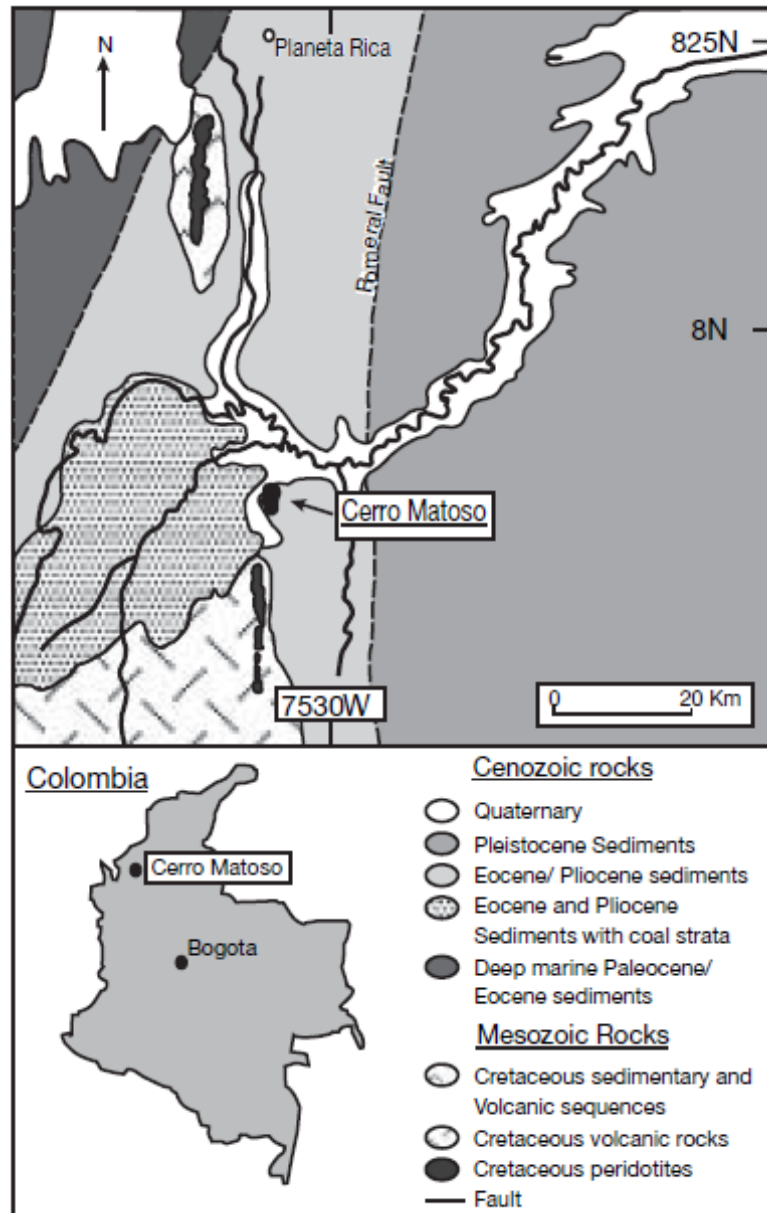 N
Planeta Rica
825N
Romeral Fault
8N
Cerro Matoso
7530W
0 20 Km
Colombia
Cerro Matoso
Bogota
Cenozoic rocks
Quaternary
Pleistocene Sediments
Eocene/ Pliocene sediments
Eocene and Pliocene
Sediments with coal strata
Deep marine Paleocene/
Eocene sediments
Mesozoic Rocks
Cretaceous sedimentary and
Volcanic sequences
Cretaceous volcanic rocks
Cretaceous peridotites
Fault